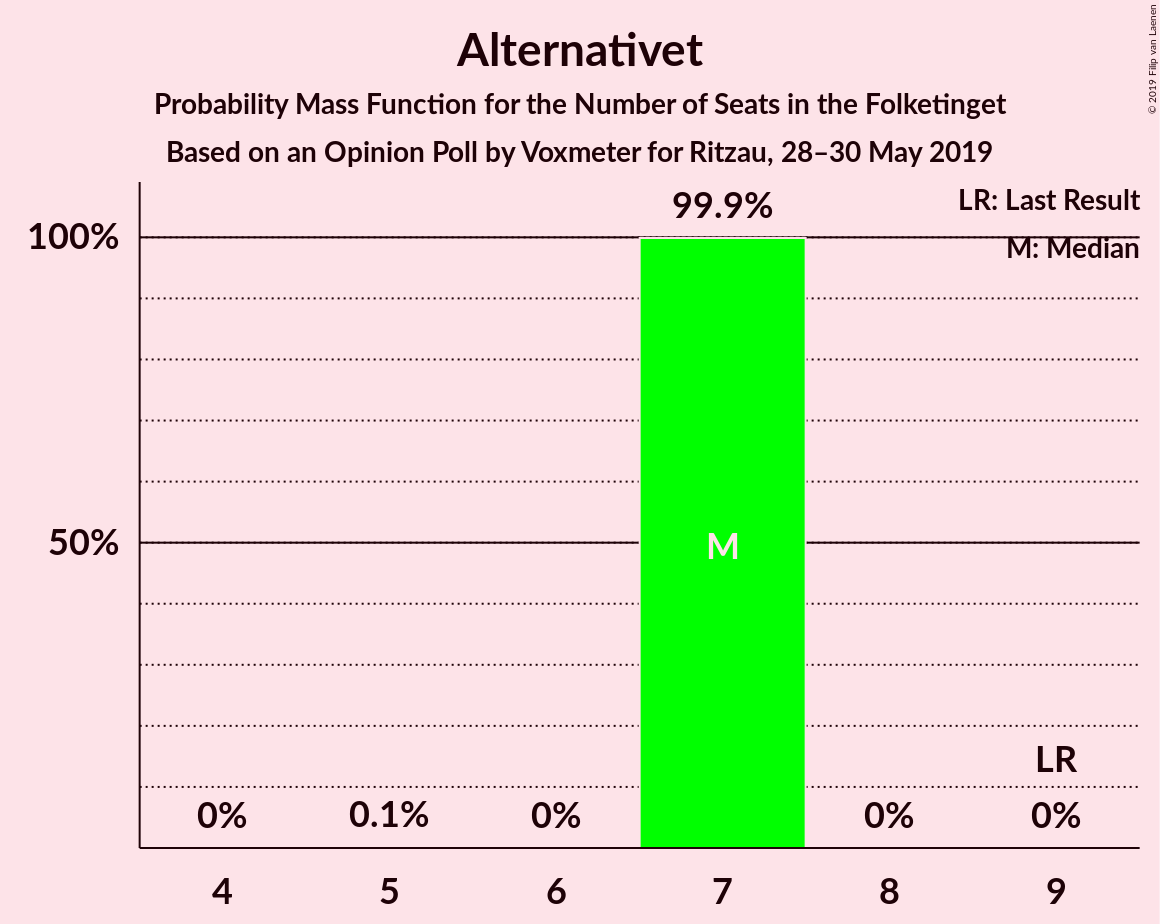 Alternativet
Probability Mass Function for the Number of Seats in the Folketinget
Based on an Opinion Poll by Voxmeter for Ritzau, 28–30 May 2019
© 2019 Filip van Laenen
LR: Last Result
M: Median
99.9%
100%
50%
M
LR
0%
0.1%
0%
0%
0%
4
5
6
7
8
9